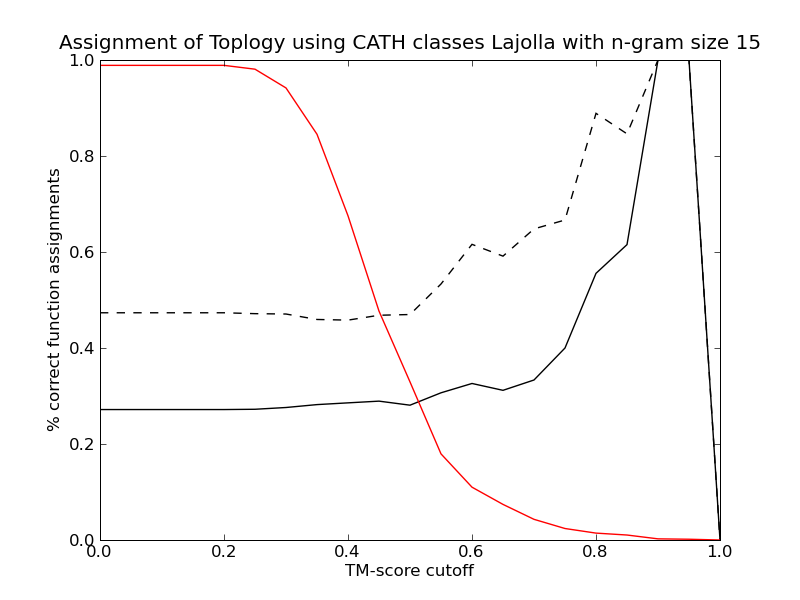 Assignment of Toplogy using CATH classes Lajolla with n-gram size 15
% correct function assignments
1.0
0.8
0.6
0.4
0.2
0.0
0.0 0.2 0.4 0.6 0.8 1.0
TM-score cutoff